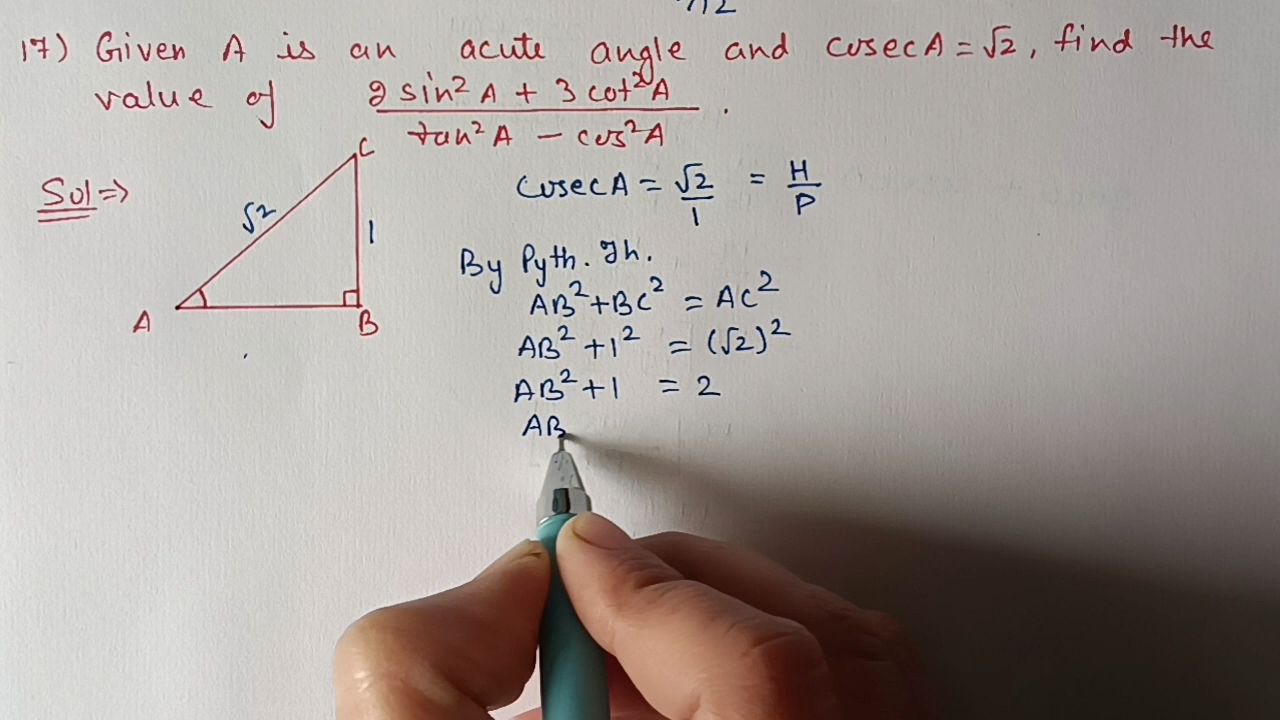 17) Given A is an acute angle and cosec A = √2, find the
value of (2 sin² A + 3 cot² A) / (tan² A − cos² A).
Sol ⇒
C
√2
1
A
B
Cosec A = √2/1 = H/P
By Pyth. Th.
AB² + BC² = AC²
AB² + 1² = (√2)²
AB² + 1 = 2
AB